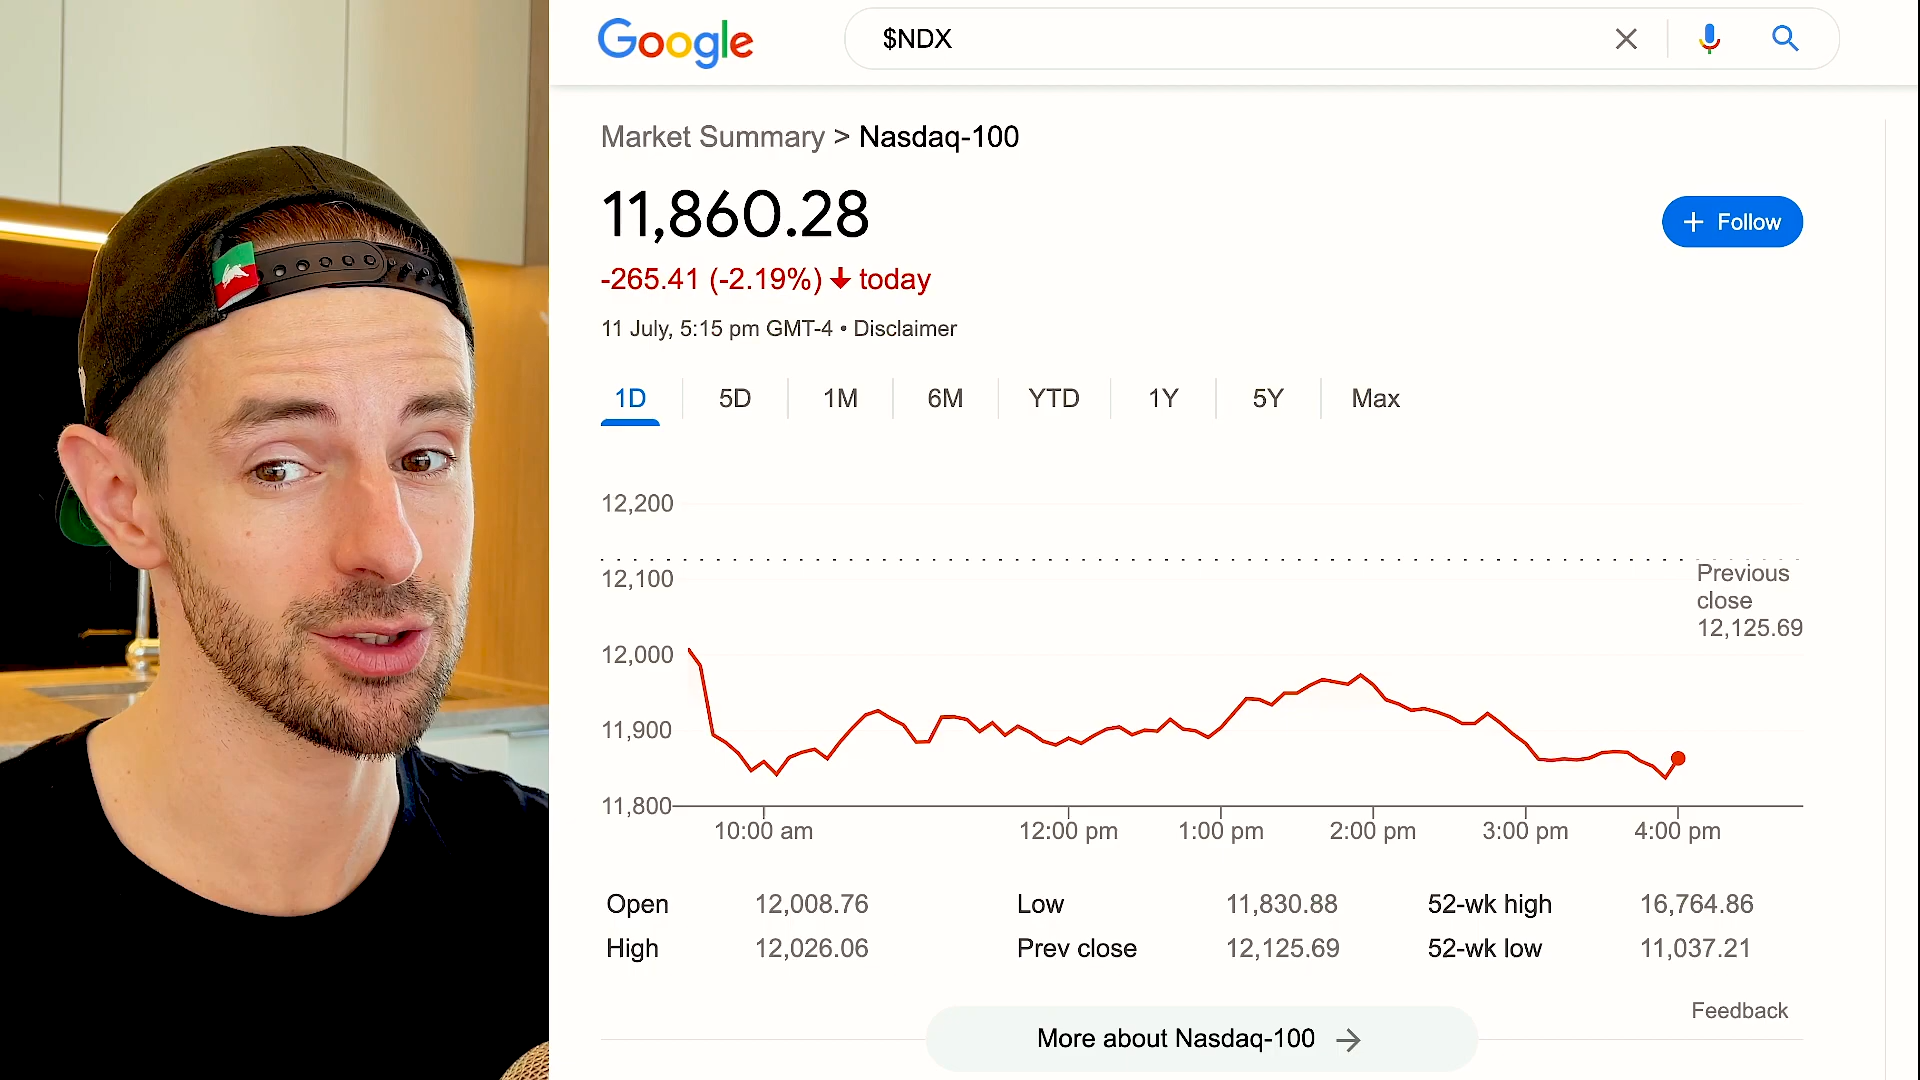 Google
$NDX
Market Summary > Nasdaq-100
11,860.28
+ Follow
-265.41 (-2.19%) ↓ today
11 July, 5:15 pm GMT-4 • Disclaimer
1D 5D 1M 6M YTD 1Y 5Y Max
12,200
12,100
Previous
close
12,125.69
12,000
11,900
11,800
10:00 am 12:00 pm 1:00 pm 2:00 pm 3:00 pm 4:00 pm
Open 12,008.76 Low 11,830.88 52-wk high 16,764.86
High 12,026.06 Prev close 12,125.69 52-wk low 11,037.21
Feedback
More about Nasdaq-100 →